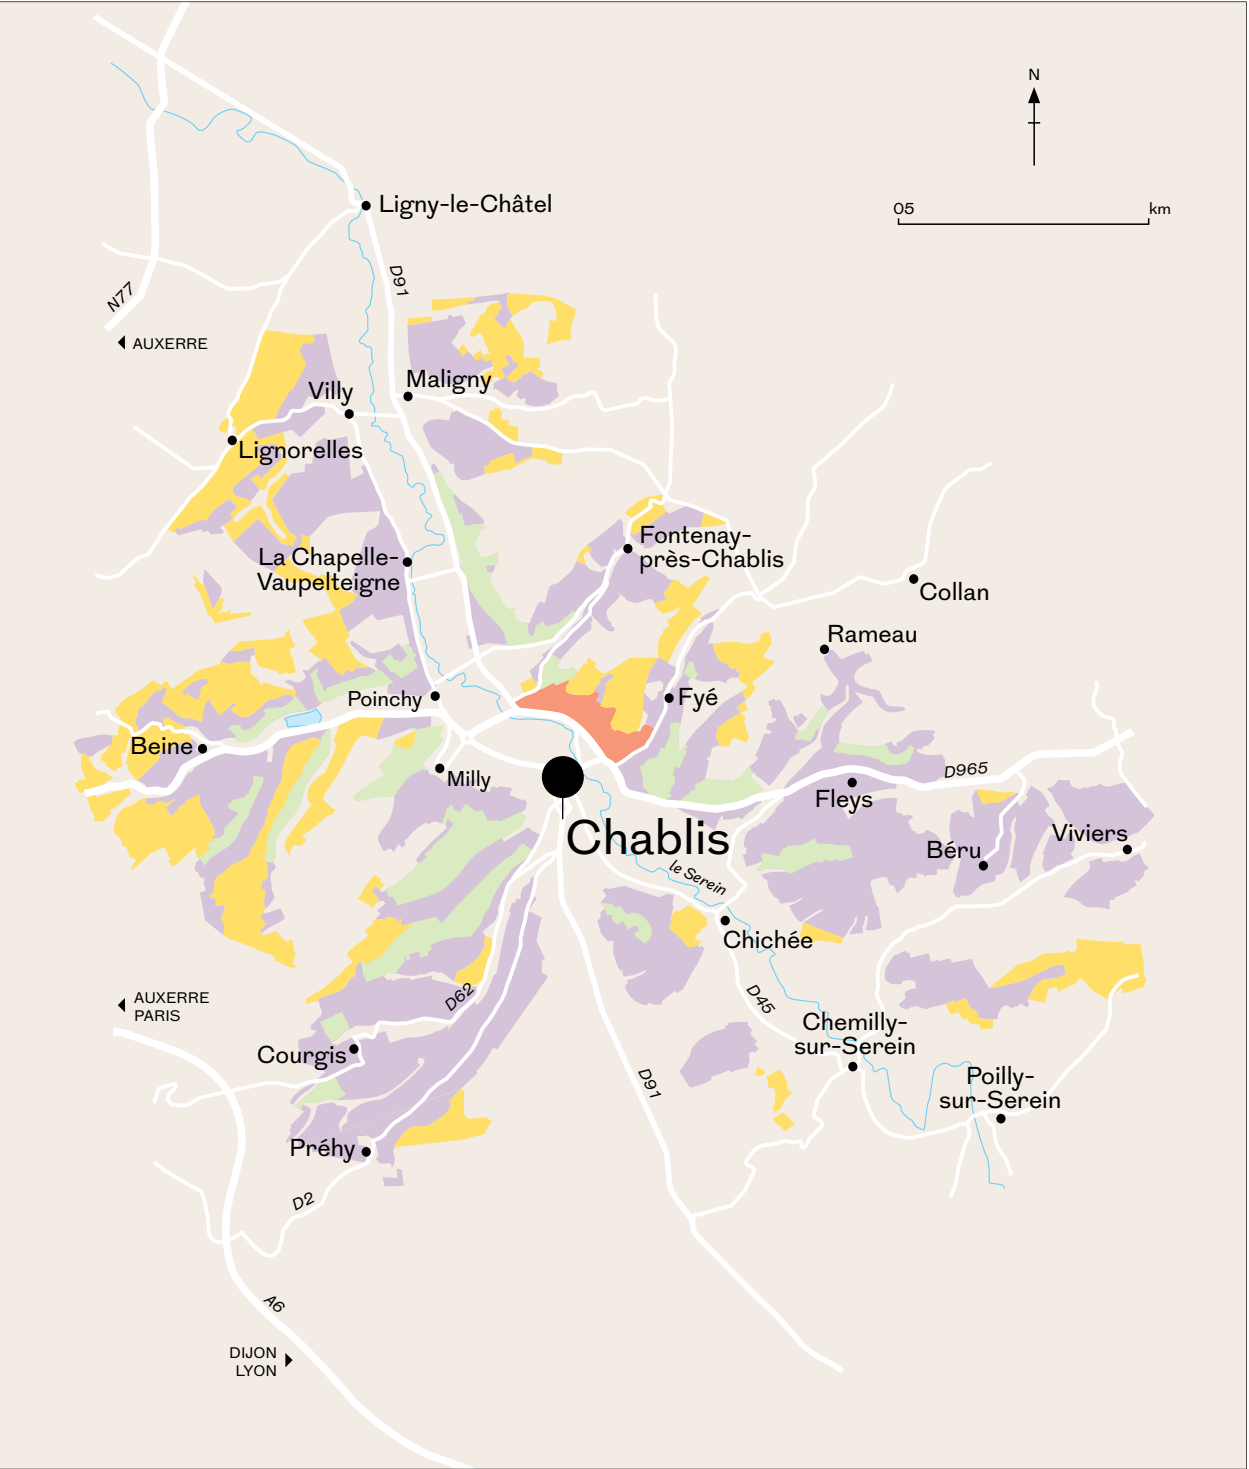 N
05 km
Ligny-le-Châtel
D91
N77
AUXERRE
Maligny
Villy
Lignorelles
Fontenay-
près-Chablis
La Chapelle-
Vaupelteigne
Collan
Rameau
Poinchy
Fyé
Beine
Milly
D965
Fleys
Chablis
Viviers
Béru
le Serein
Chichée
AUXERRE
PARIS
D62
D45
Chemilly-
sur-Serein
Courgis
D91
Poilly-
sur-Serein
Préhy
D2
A6
DIJON
LYON